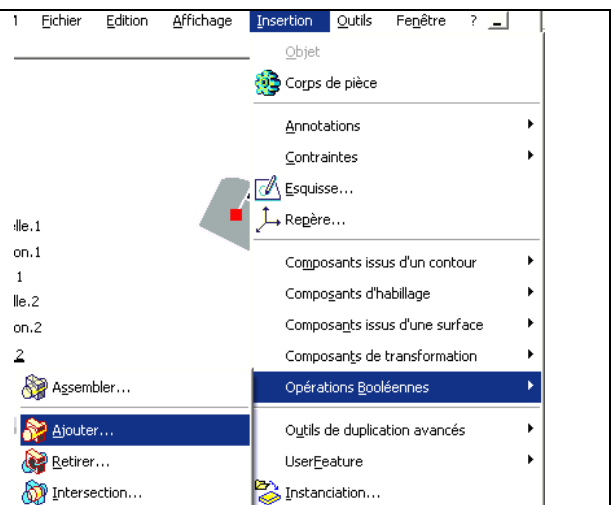 Fichier Edition Affichage Insertion Outils Fenêtre ?
Objet
Corps de pièce
Annotations
Contraintes
Esquisse...
Repère...
lle.1
on.1
1
lle.2
on.2
2
Composants issus d'un contour
Composants d'habillage
Composants issus d'une surface
Composants de transformation
Opérations Booléennes
Assembler...
Ajouter...
Retirer...
Intersection...
Outils de duplication avancés
UserFeature
Instanciation...